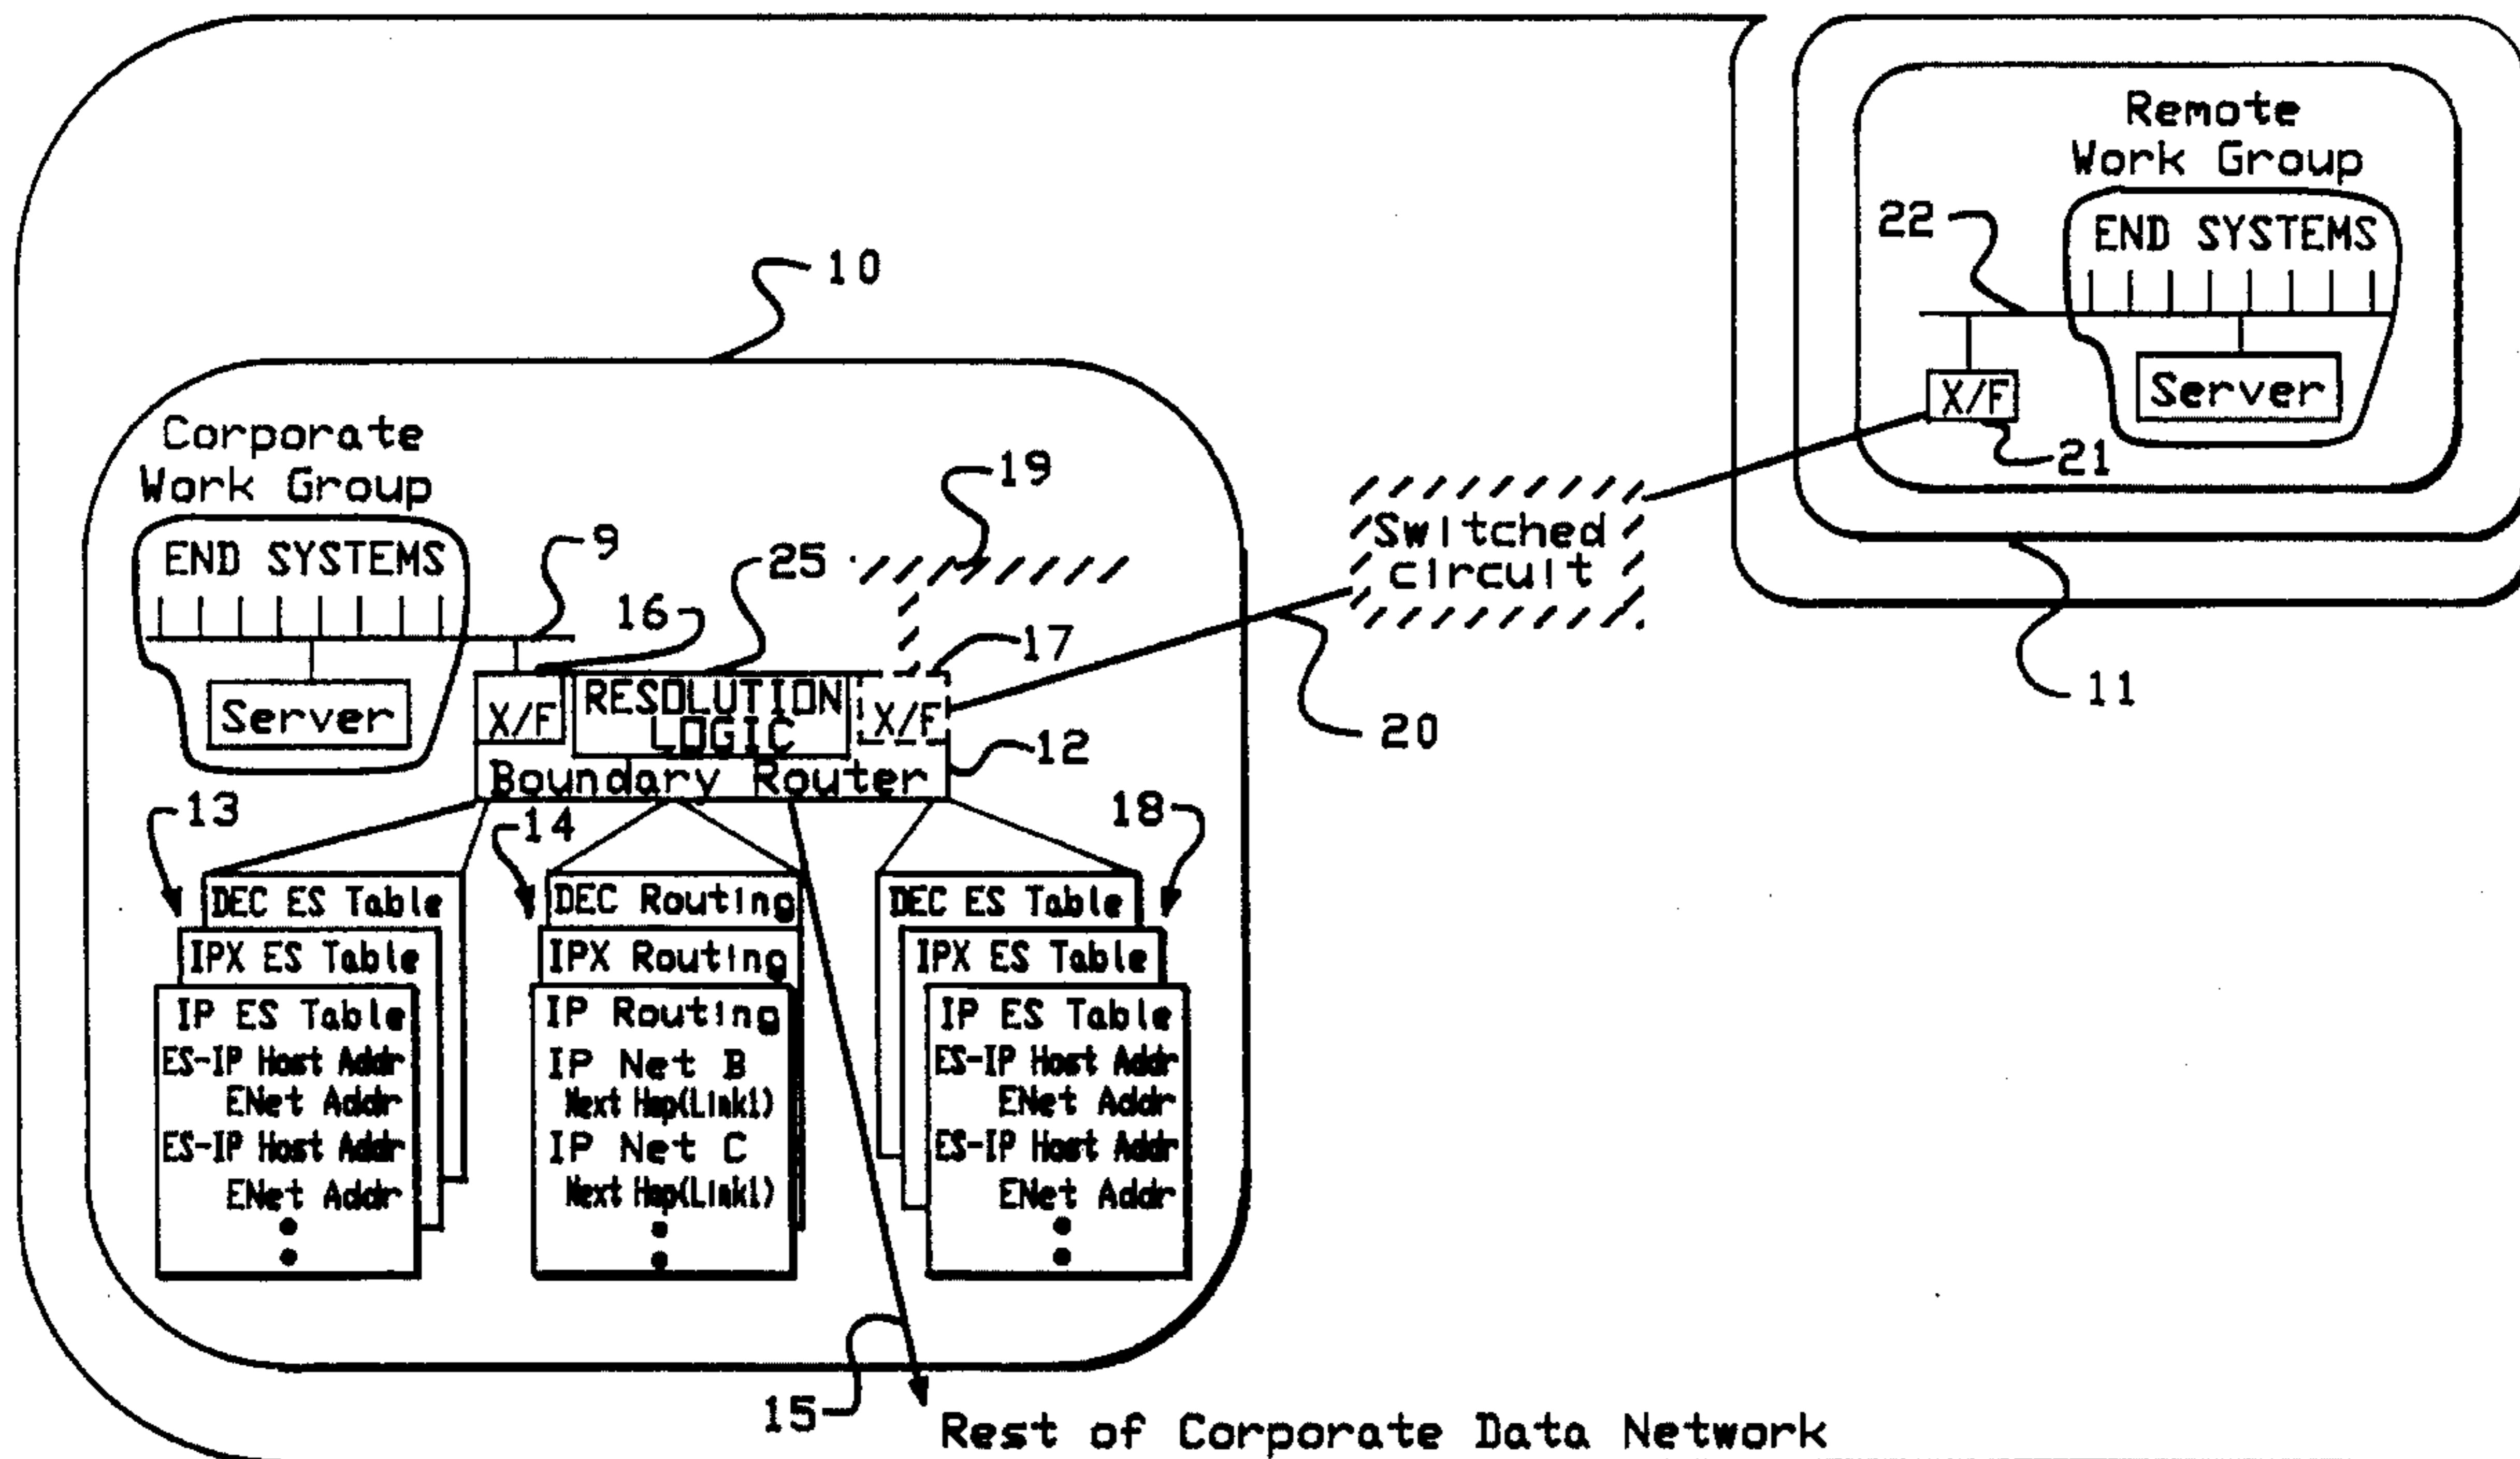 Remote
Work Group
22
END SYSTEMS
10
X/F
Server
21
Corporate
Work Group
19
Switched
circuit
END SYSTEMS
9
25
16
17
11
Server
X/F
RESOLUTION
LOGIC
X/F
20
12
Boundary Router
13
14
18
DEC ES Table
IPX ES Table
IP ES Table
ES-IP Host Addr
ENet Addr
ES-IP Host Addr
ENet Addr
DEC Routing
IPX Routing
IP Routing
IP Net B
Next Hop(Link1)
IP Net C
Next Hop(Link1)
DEC ES Table
IPX ES Table
IP ES Table
ES-IP Host Addr
ENet Addr
ES-IP Host Addr
ENet Addr
15
Rest of Corporate Data Network